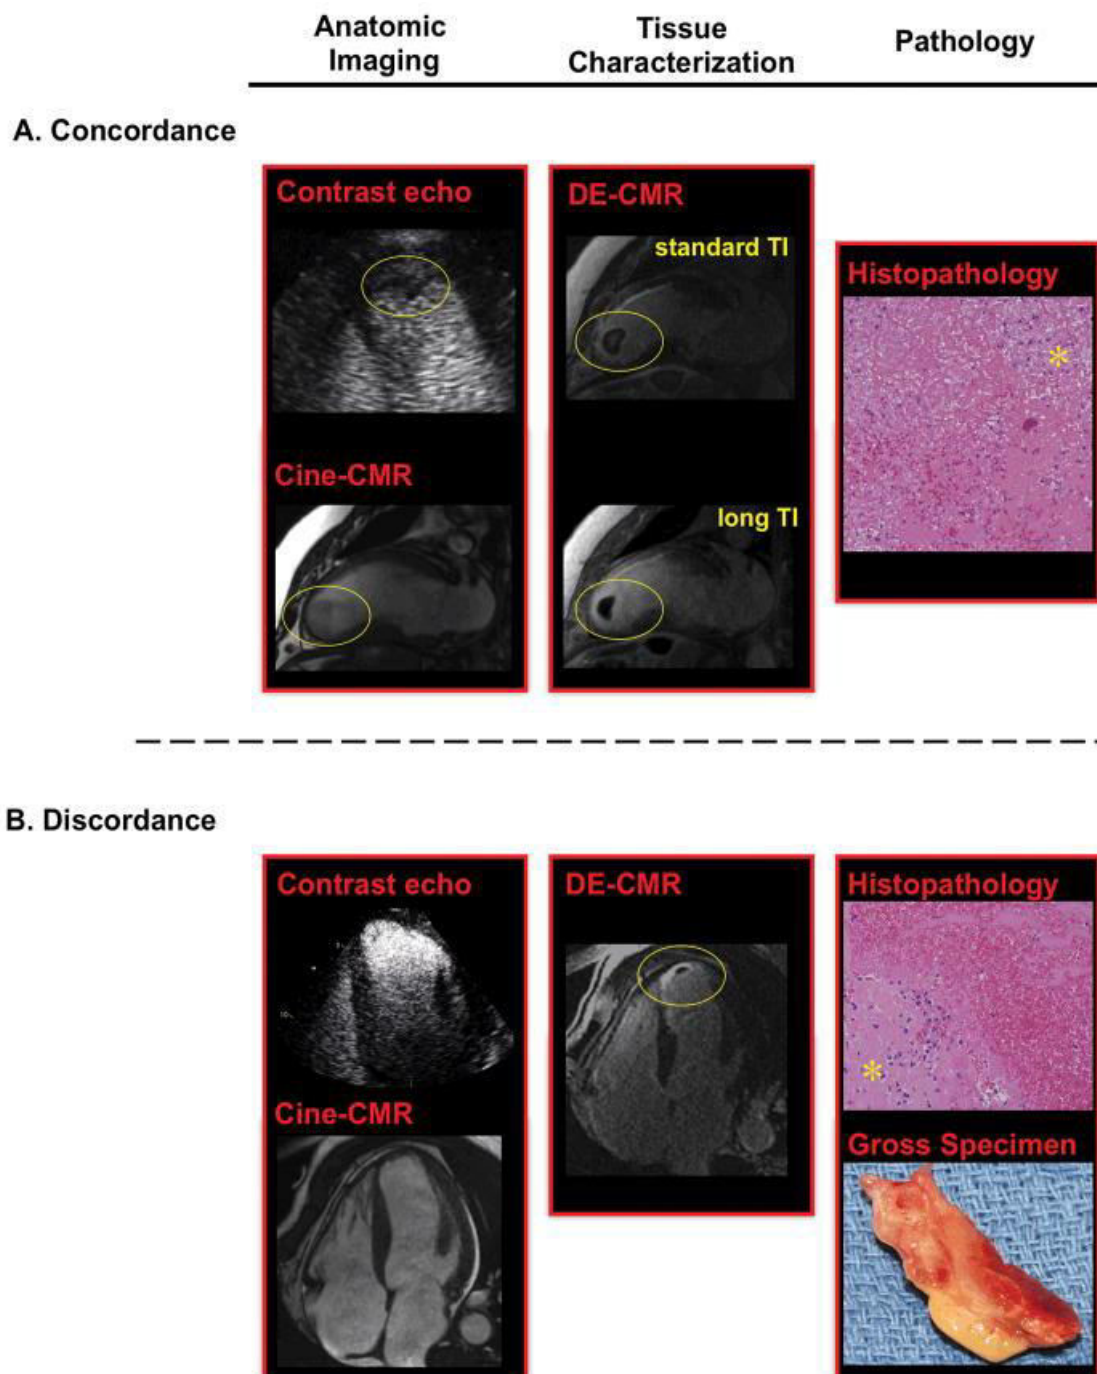 Anatomic
Imaging
Tissue
Characterization
Pathology
A. Concordance
Contrast echo
DE-CMR
standard TI
Histopathology
*
Cine-CMR
long TI
B. Discordance
Contrast echo
DE-CMR
Histopathology
*
Cine-CMR
Gross Specimen